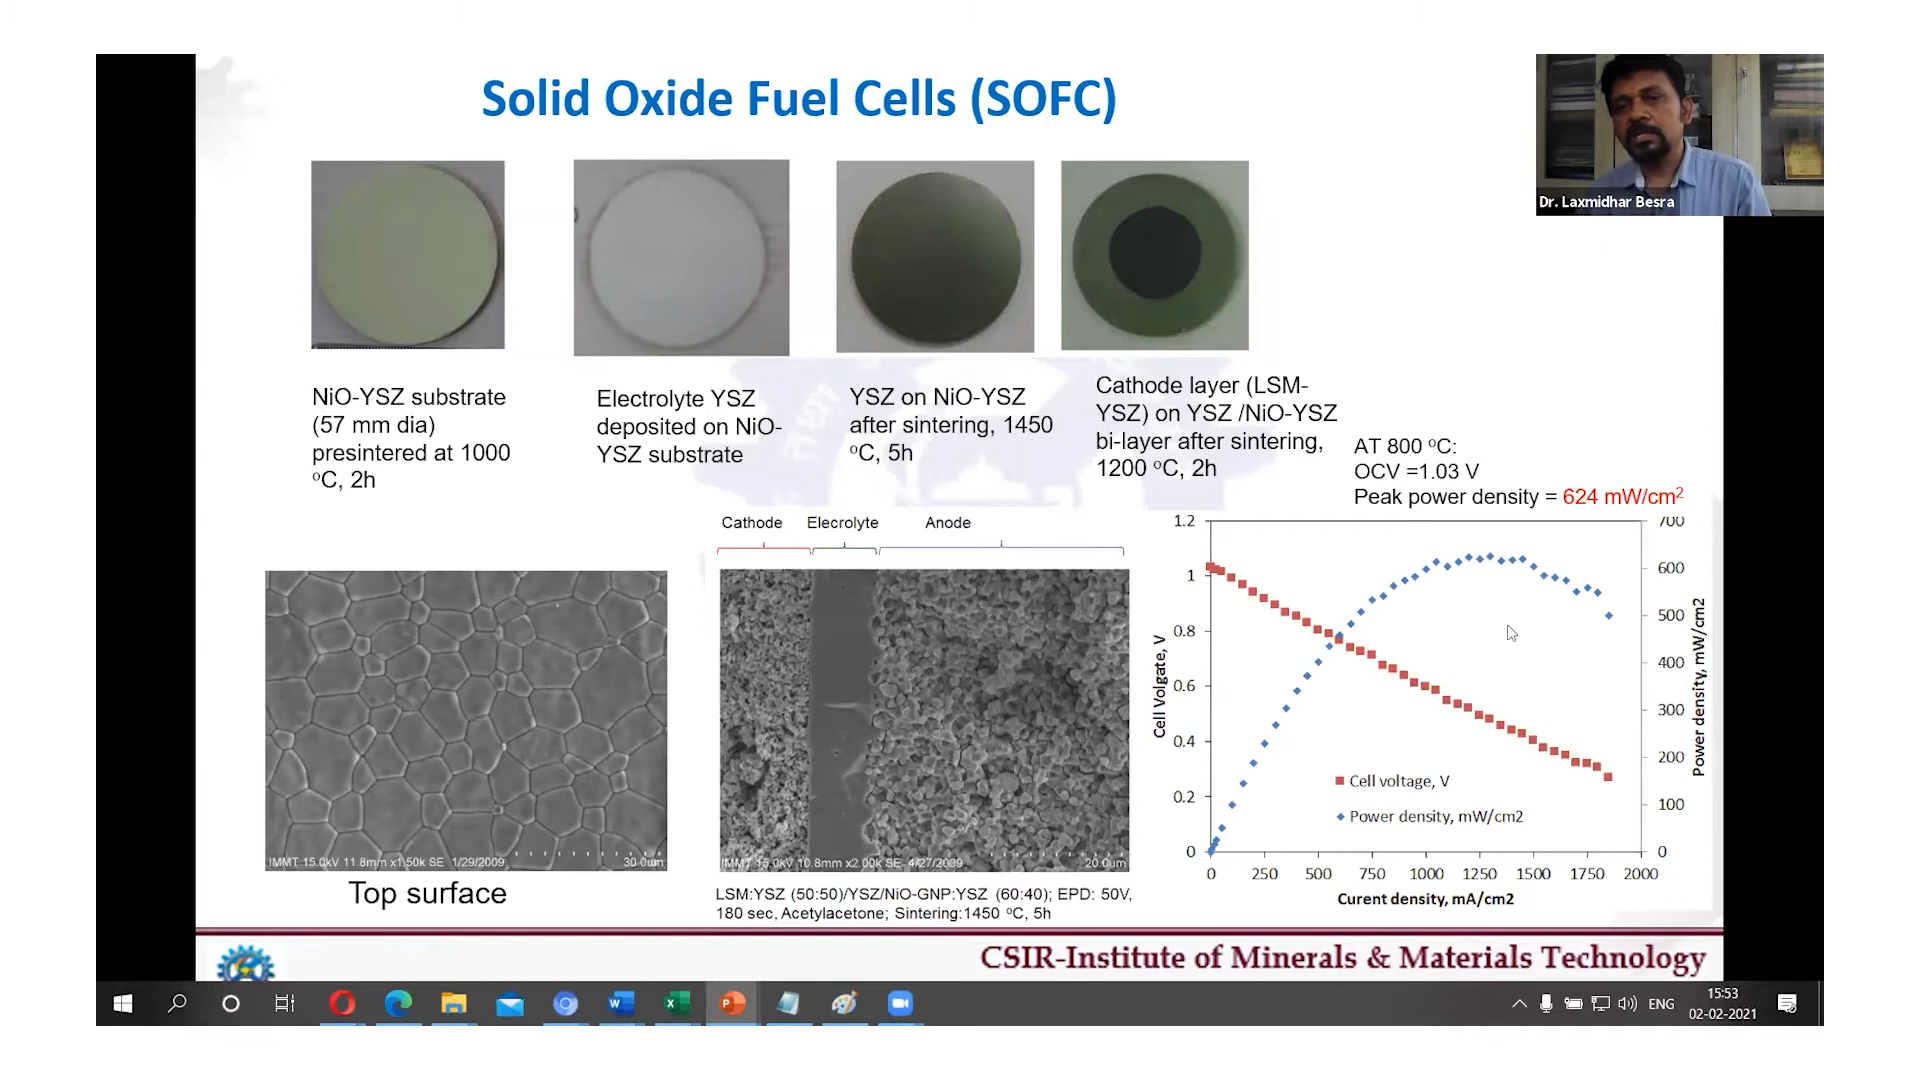 Solid Oxide Fuel Cells (SOFC)
Dr. Laxmidhar Besra
NiO-YSZ substrate
(57 mm dia)
presintered at 1000
ºC, 2h
Electrolyte YSZ
deposited on NiO-
YSZ substrate
YSZ on NiO-YSZ
after sintering, 1450
ºC, 5h
Cathode layer (LSM-
YSZ) on YSZ /NiO-YSZ
bi-layer after sintering,
1200 ºC, 2h
AT 800 ºC:
OCV =1.03 V
Peak power density = 624 mW/cm²
Cathode Elecrolyte Anode
IMMT 15.0kV 11.8mm x1.50k SE 1/29/2009 30.0um
Top surface
IMMT 15.0kV 10.8mm x2.00k SE 4/27/2009 20.0um
LSM:YSZ (50:50)/YSZ/NiO-GNP:YSZ (60:40); EPD: 50V,
180 sec, Acetylacetone; Sintering:1450 ºC, 5h
1.2
1
0.8
0.6
0.4
0.2
0
Cell Volgate, V
700
600
500
400
300
200
100
0
Power density, mW/cm2
Cell voltage, V
Power density, mW/cm2
0 250 500 750 1000 1250 1500 1750 2000
Curent density, mA/cm2
CSIR-Institute of Minerals & Materials Technology
ENG
15:53
02-02-2021